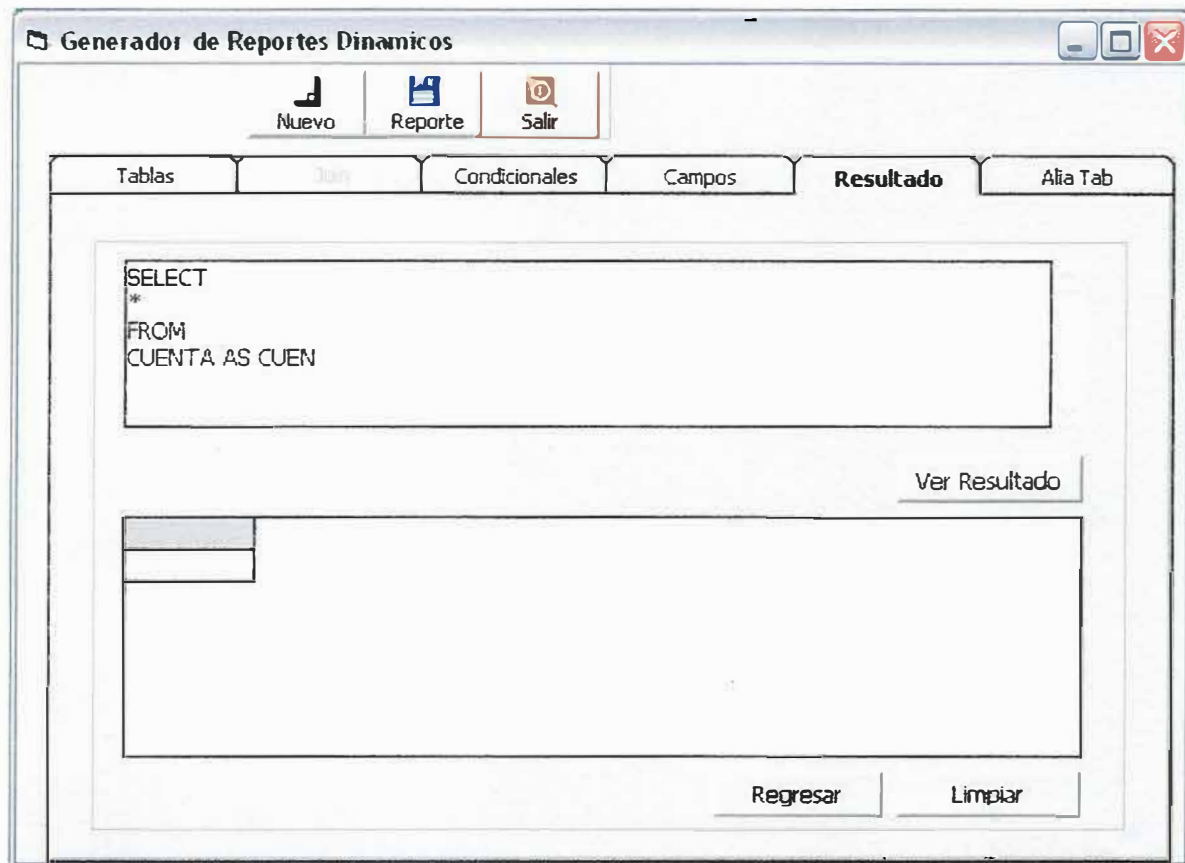 Generador de Reportes Dinamicos
Nuevo Reporte Salir
Tablas Join Condicionales Campos Resultado Alia Tab
SELECT
*
FROM
CUENTA AS CUEN
Ver Resultado
Regresar Limpiar